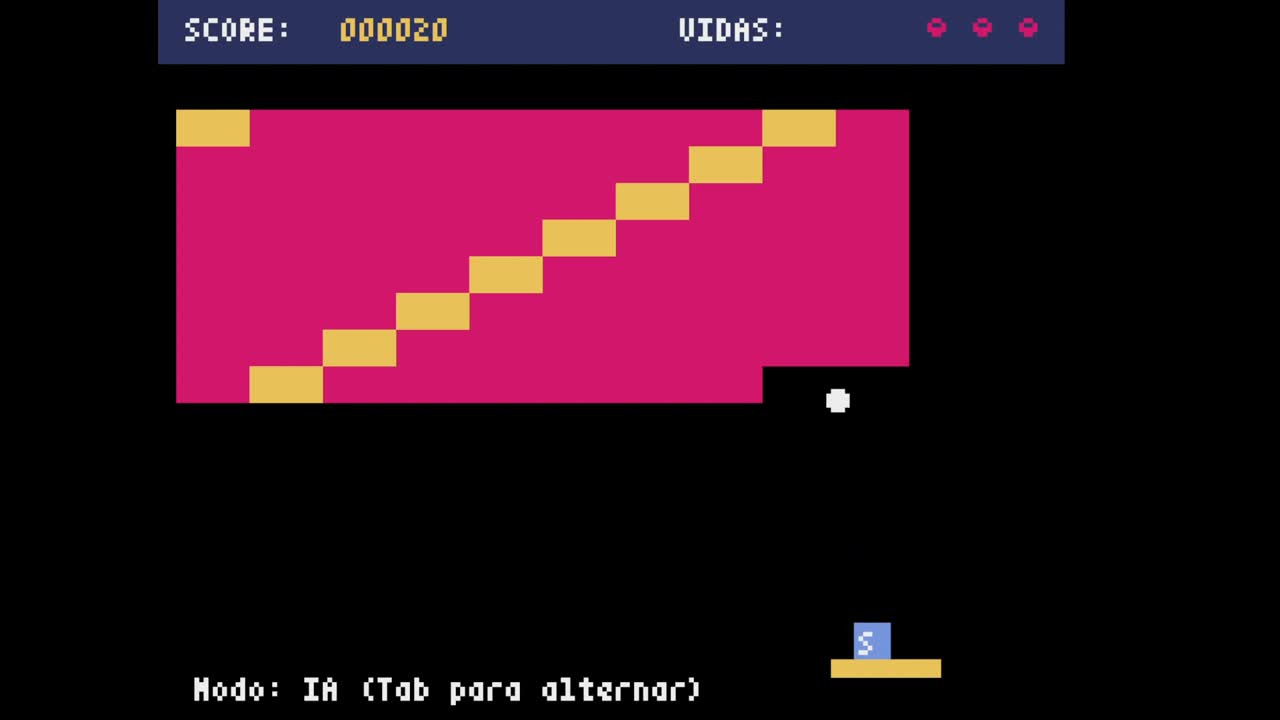 SCORE: 000020 VIDAS:
S
Modo: IA (Tab para alternar)